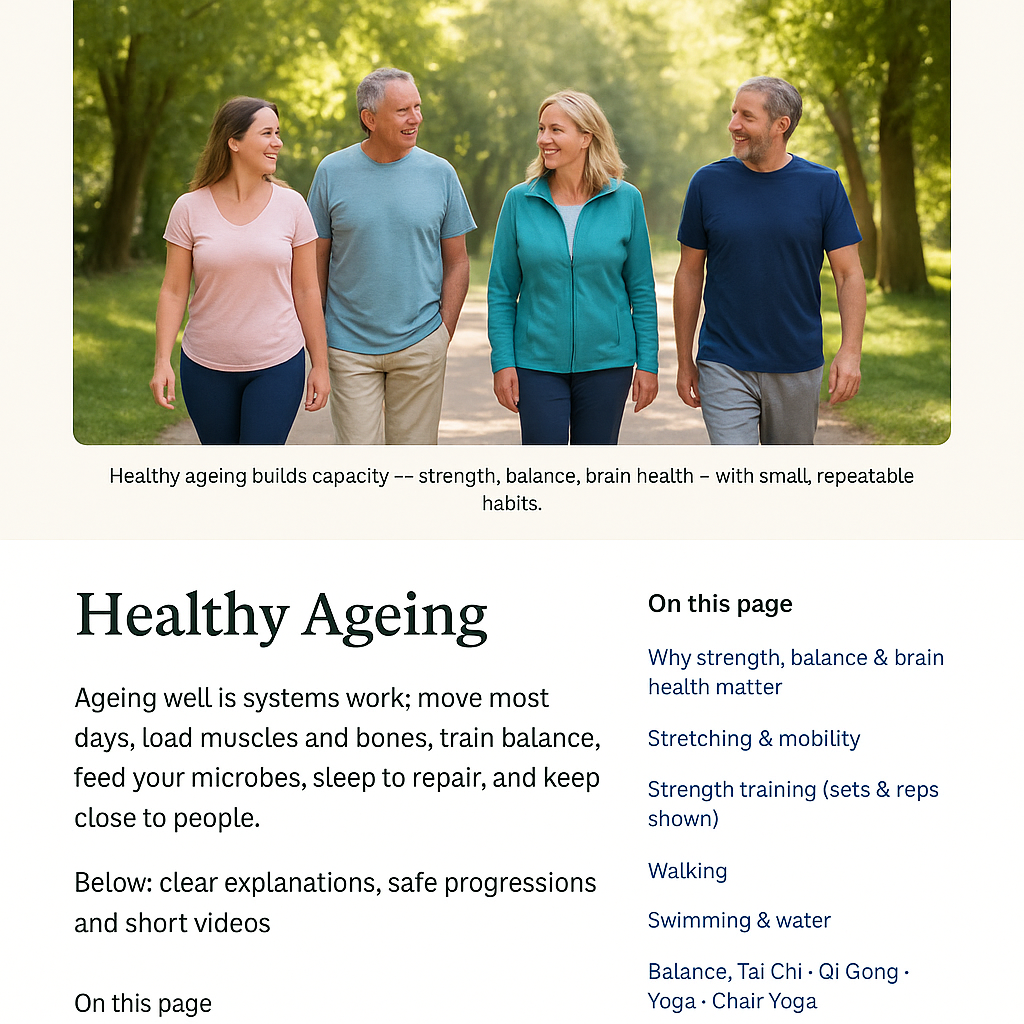 Healthy ageing builds capacity –– strength, balance, brain health – with small, repeatable
habits.
Healthy Ageing
Ageing well is systems work; move most
days, load muscles and bones, train balance,
feed your microbes, sleep to repair, and keep
close to people.
Below: clear explanations, safe progressions
and short videos
On this page
On this page
Why strength, balance & brain
health matter
Stretching & mobility
Strength training (sets & reps
shown)
Walking
Swimming & water
Balance, Tai Chi · Qi Gong ·
Yoga · Chair Yoga